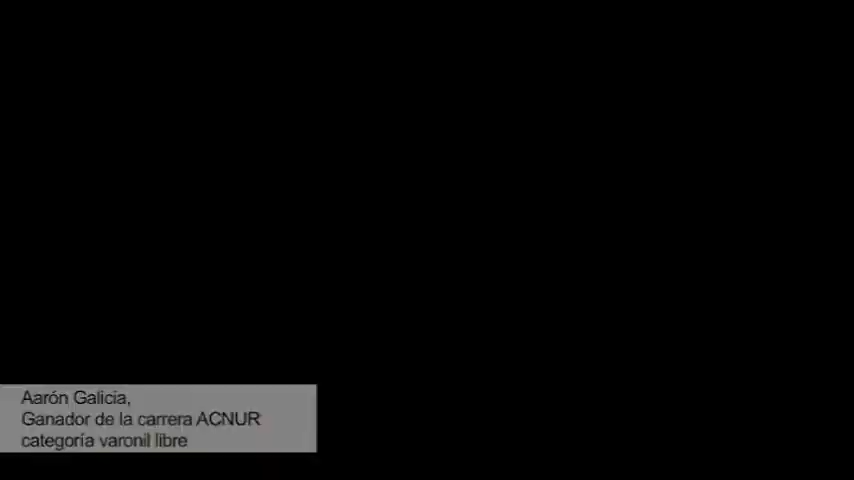 Aarón Galicia,
Ganador de la carrera ACNUR
categoría varonil libre